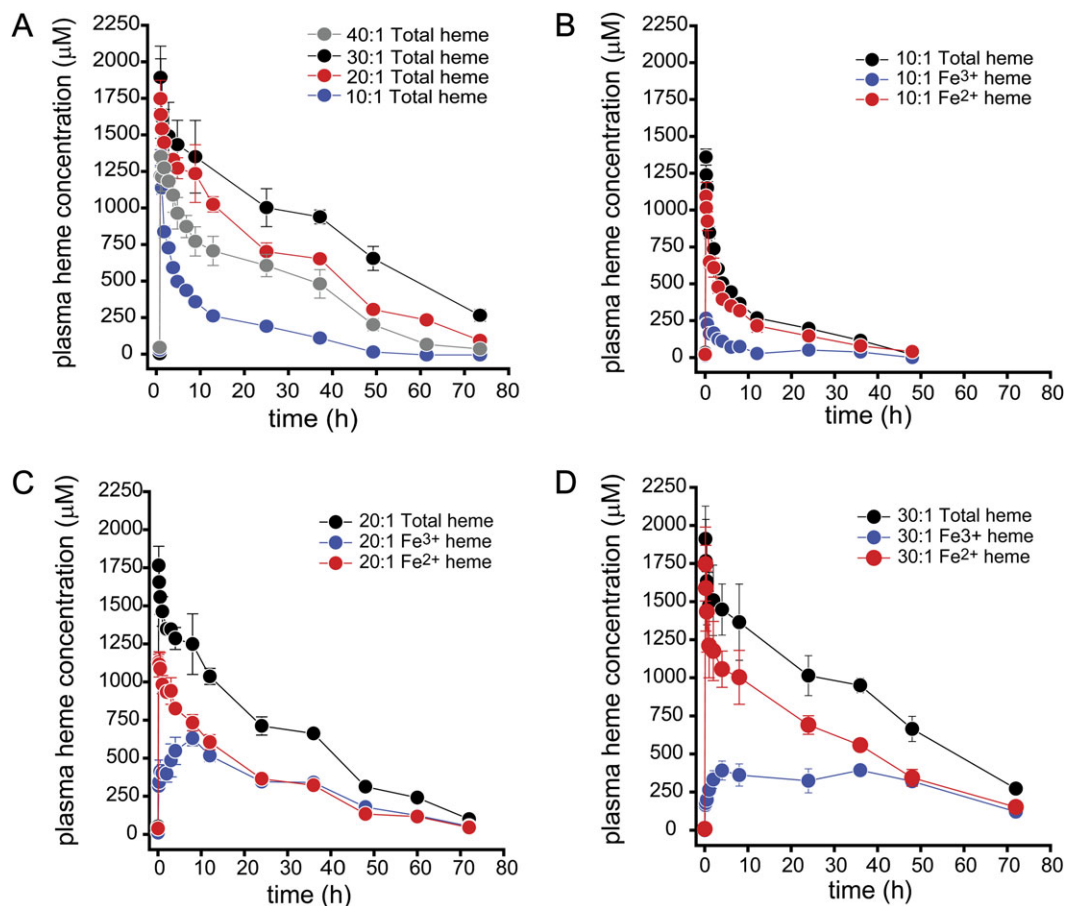 A
plasma heme concentration (μM)
2250
2000
1750
1500
1250
1000
750
500
250
0
40:1 Total heme
30:1 Total heme
20:1 Total heme
10:1 Total heme
0 10 20 30 40 50 60 70 80
time (h)
B
plasma heme concentration (μM)
2250
2000
1750
1500
1250
1000
750
500
250
0
10:1 Total heme
10:1 Fe³⁺ heme
10:1 Fe²⁺ heme
0 10 20 30 40 50 60 70 80
time (h)
C
plasma heme concentration (μM)
2250
2000
1750
1500
1250
1000
750
500
250
0
20:1 Total heme
20:1 Fe³⁺ heme
20:1 Fe²⁺ heme
0 10 20 30 40 50 60 70 80
time (h)
D
plasma heme concentration (μM)
2250
2000
1750
1500
1250
1000
750
500
250
0
30:1 Total heme
30:1 Fe³⁺ heme
30:1 Fe²⁺ heme
0 10 20 30 40 50 60 70 80
time (h)